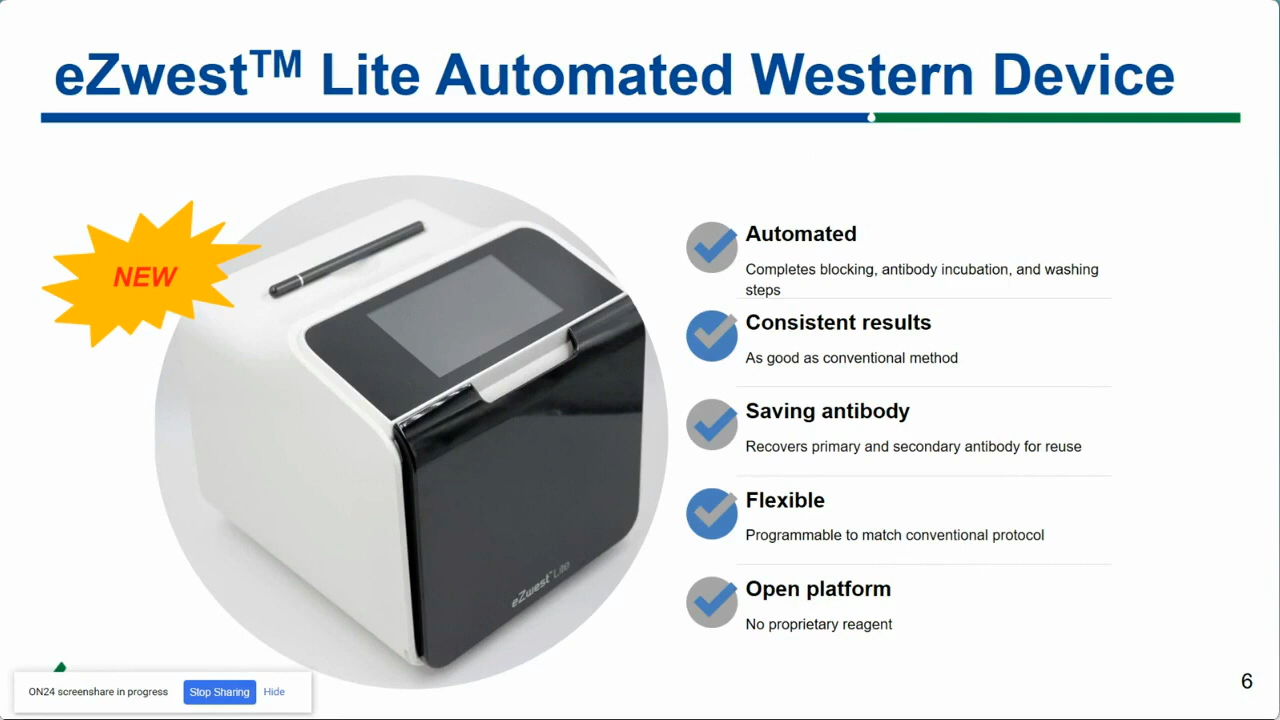 eZwest™ Lite Automated Western Device
NEW
Automated
Completes blocking, antibody incubation, and washing
steps
Consistent results
As good as conventional method
Saving antibody
Recovers primary and secondary antibody for reuse
Flexible
Programmable to match conventional protocol
Open platform
No proprietary reagent
eZwest™ Lite
ON24 screenshare in progress Stop Sharing Hide
6